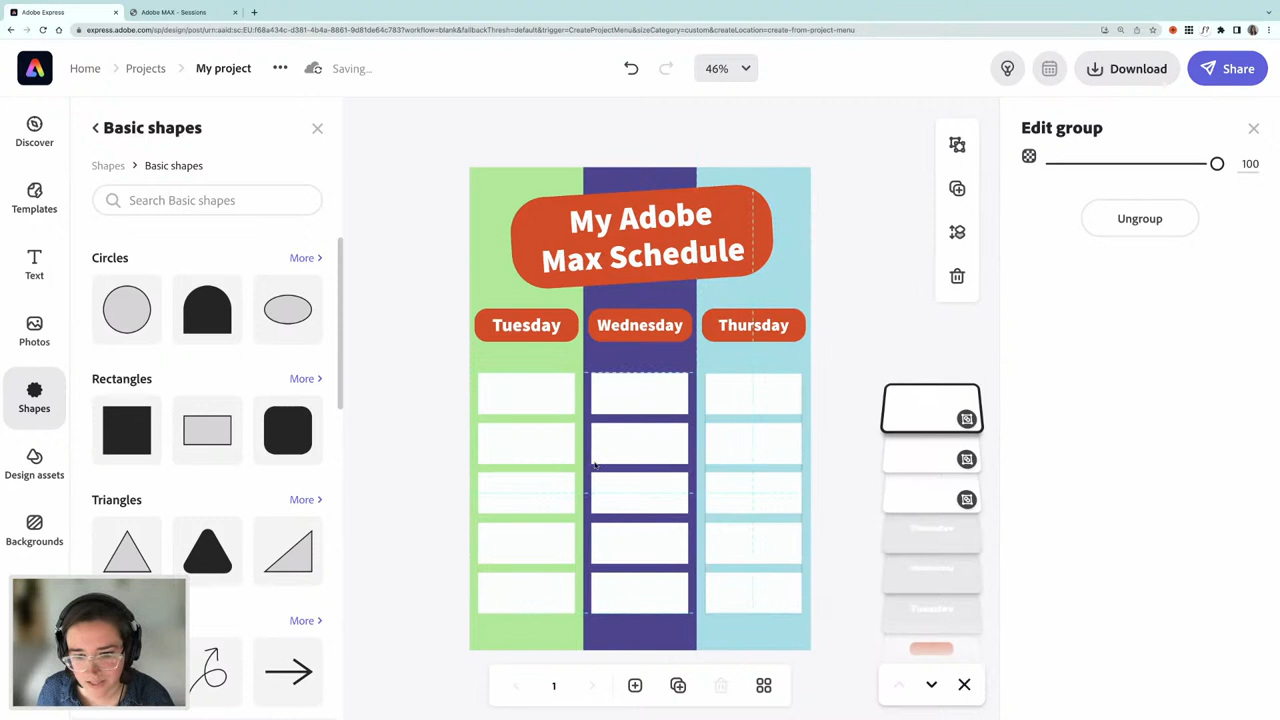 Adobe Express
Adobe MAX - Sessions
express.adobe.com/sp/design/post/urn:aaid:sc:EU:f68a434c-d381-4b4a-8861-9d81de64c783?workflow=blank&fallbackThresh=default&trigger=CreateProjectMenu&sizeCategory=custom&createLocation=create-from-project-menu
Home
Projects
My project
Saving...
46%
Download
Share
Discover
Templates
Text
Photos
Shapes
Design assets
Backgrounds
Basic shapes
Shapes
Basic shapes
Search Basic shapes
Circles
More
Rectangles
More
Triangles
More
More
My Adobe
Max Schedule
Tuesday
Wednesday
Thursday
1
Edit group
100
Ungroup